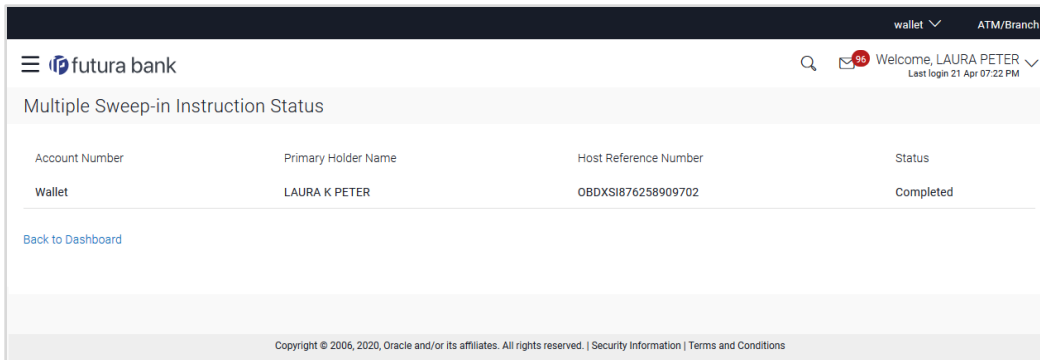 wallet ATM/Branch
futura bank
96
Welcome, LAURA PETER
Last login 21 Apr 07:22 PM
Multiple Sweep-in Instruction Status
Account Number Primary Holder Name Host Reference Number Status
Wallet LAURA K PETER OBDXSI876258909702 Completed
Back to Dashboard
Copyright © 2006, 2020, Oracle and/or its affiliates. All rights reserved. | Security Information | Terms and Conditions